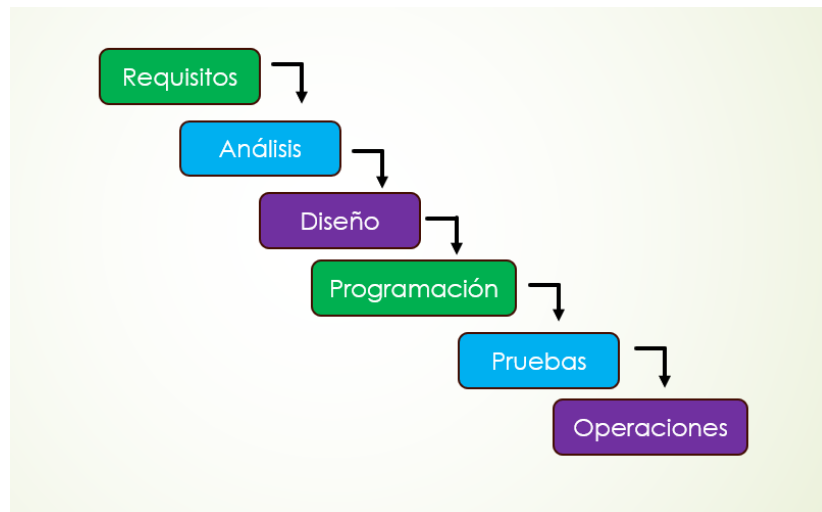 Requisitos
Análisis
Diseño
Programación
Pruebas
Operaciones